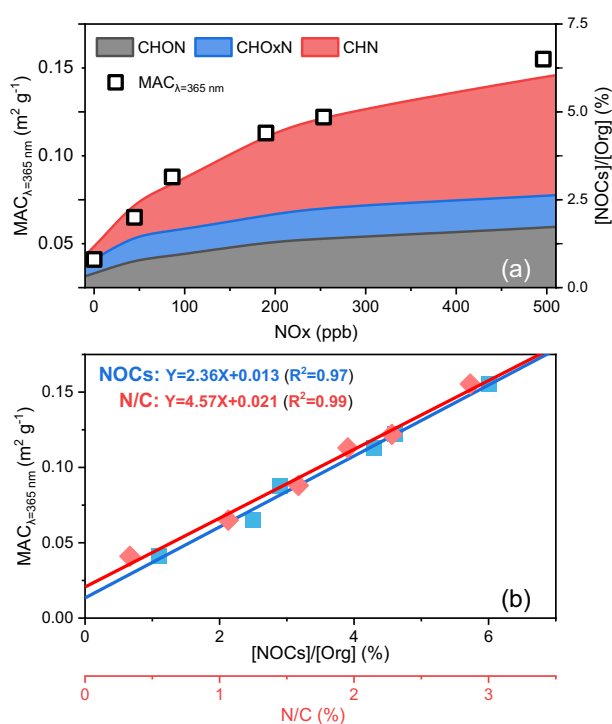 CHON CHOxN CHN
MAC λ=365 nm
MAC λ=365 nm (m² g⁻¹)
0.15
0.10
0.05
7.5
5.0
2.5
0.0
[NOCs]/[Org] (%)
(a)
0 100 200 300 400 500
NOx (ppb)
NOCs: Y=2.36X+0.013 (R²=0.97)
N/C: Y=4.57X+0.021 (R²=0.99)
MAC λ=365 nm (m² g⁻¹)
0.15
0.10
0.05
0.00
(b)
0 2 4 6
[NOCs]/[Org] (%)
0 1 2 3
N/C (%)